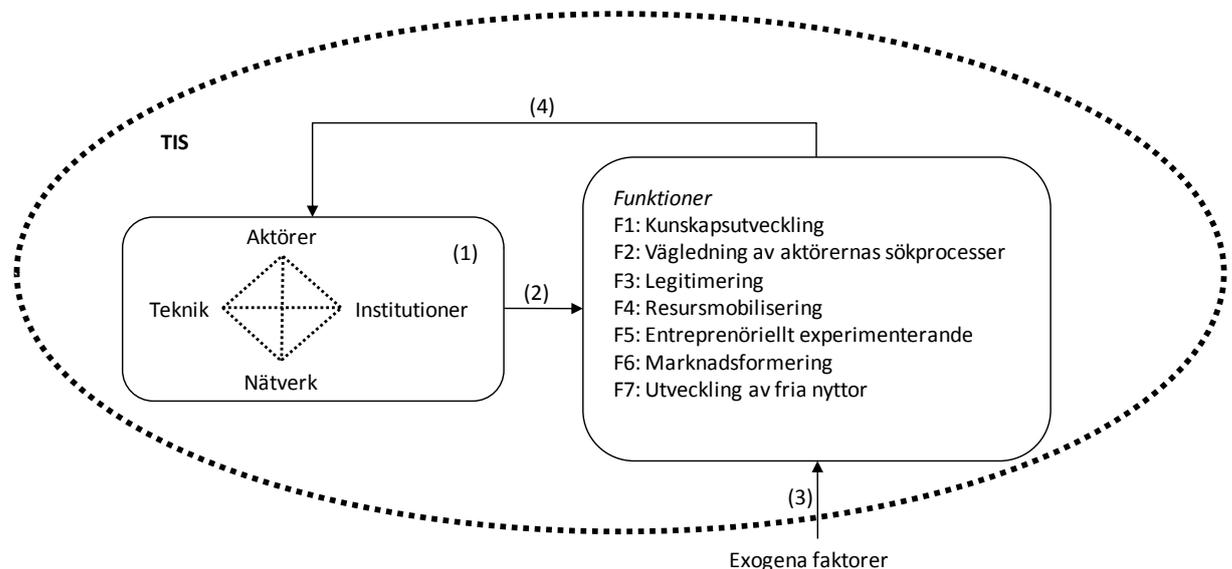 (4)
TIS
Funktioner
F1: Kunskapsutveckling
F2: Vägledning av aktörernas sökprocesser
F3: Legitimering
F4: Resursmobilisering
F5: Entreprenöriellt experimenterande
F6: Marknadsformering
F7: Utveckling av fria nyttor
Aktörer
(1)
Teknik
Institutioner
Nätverk
(2)
(3)
Exogena faktorer